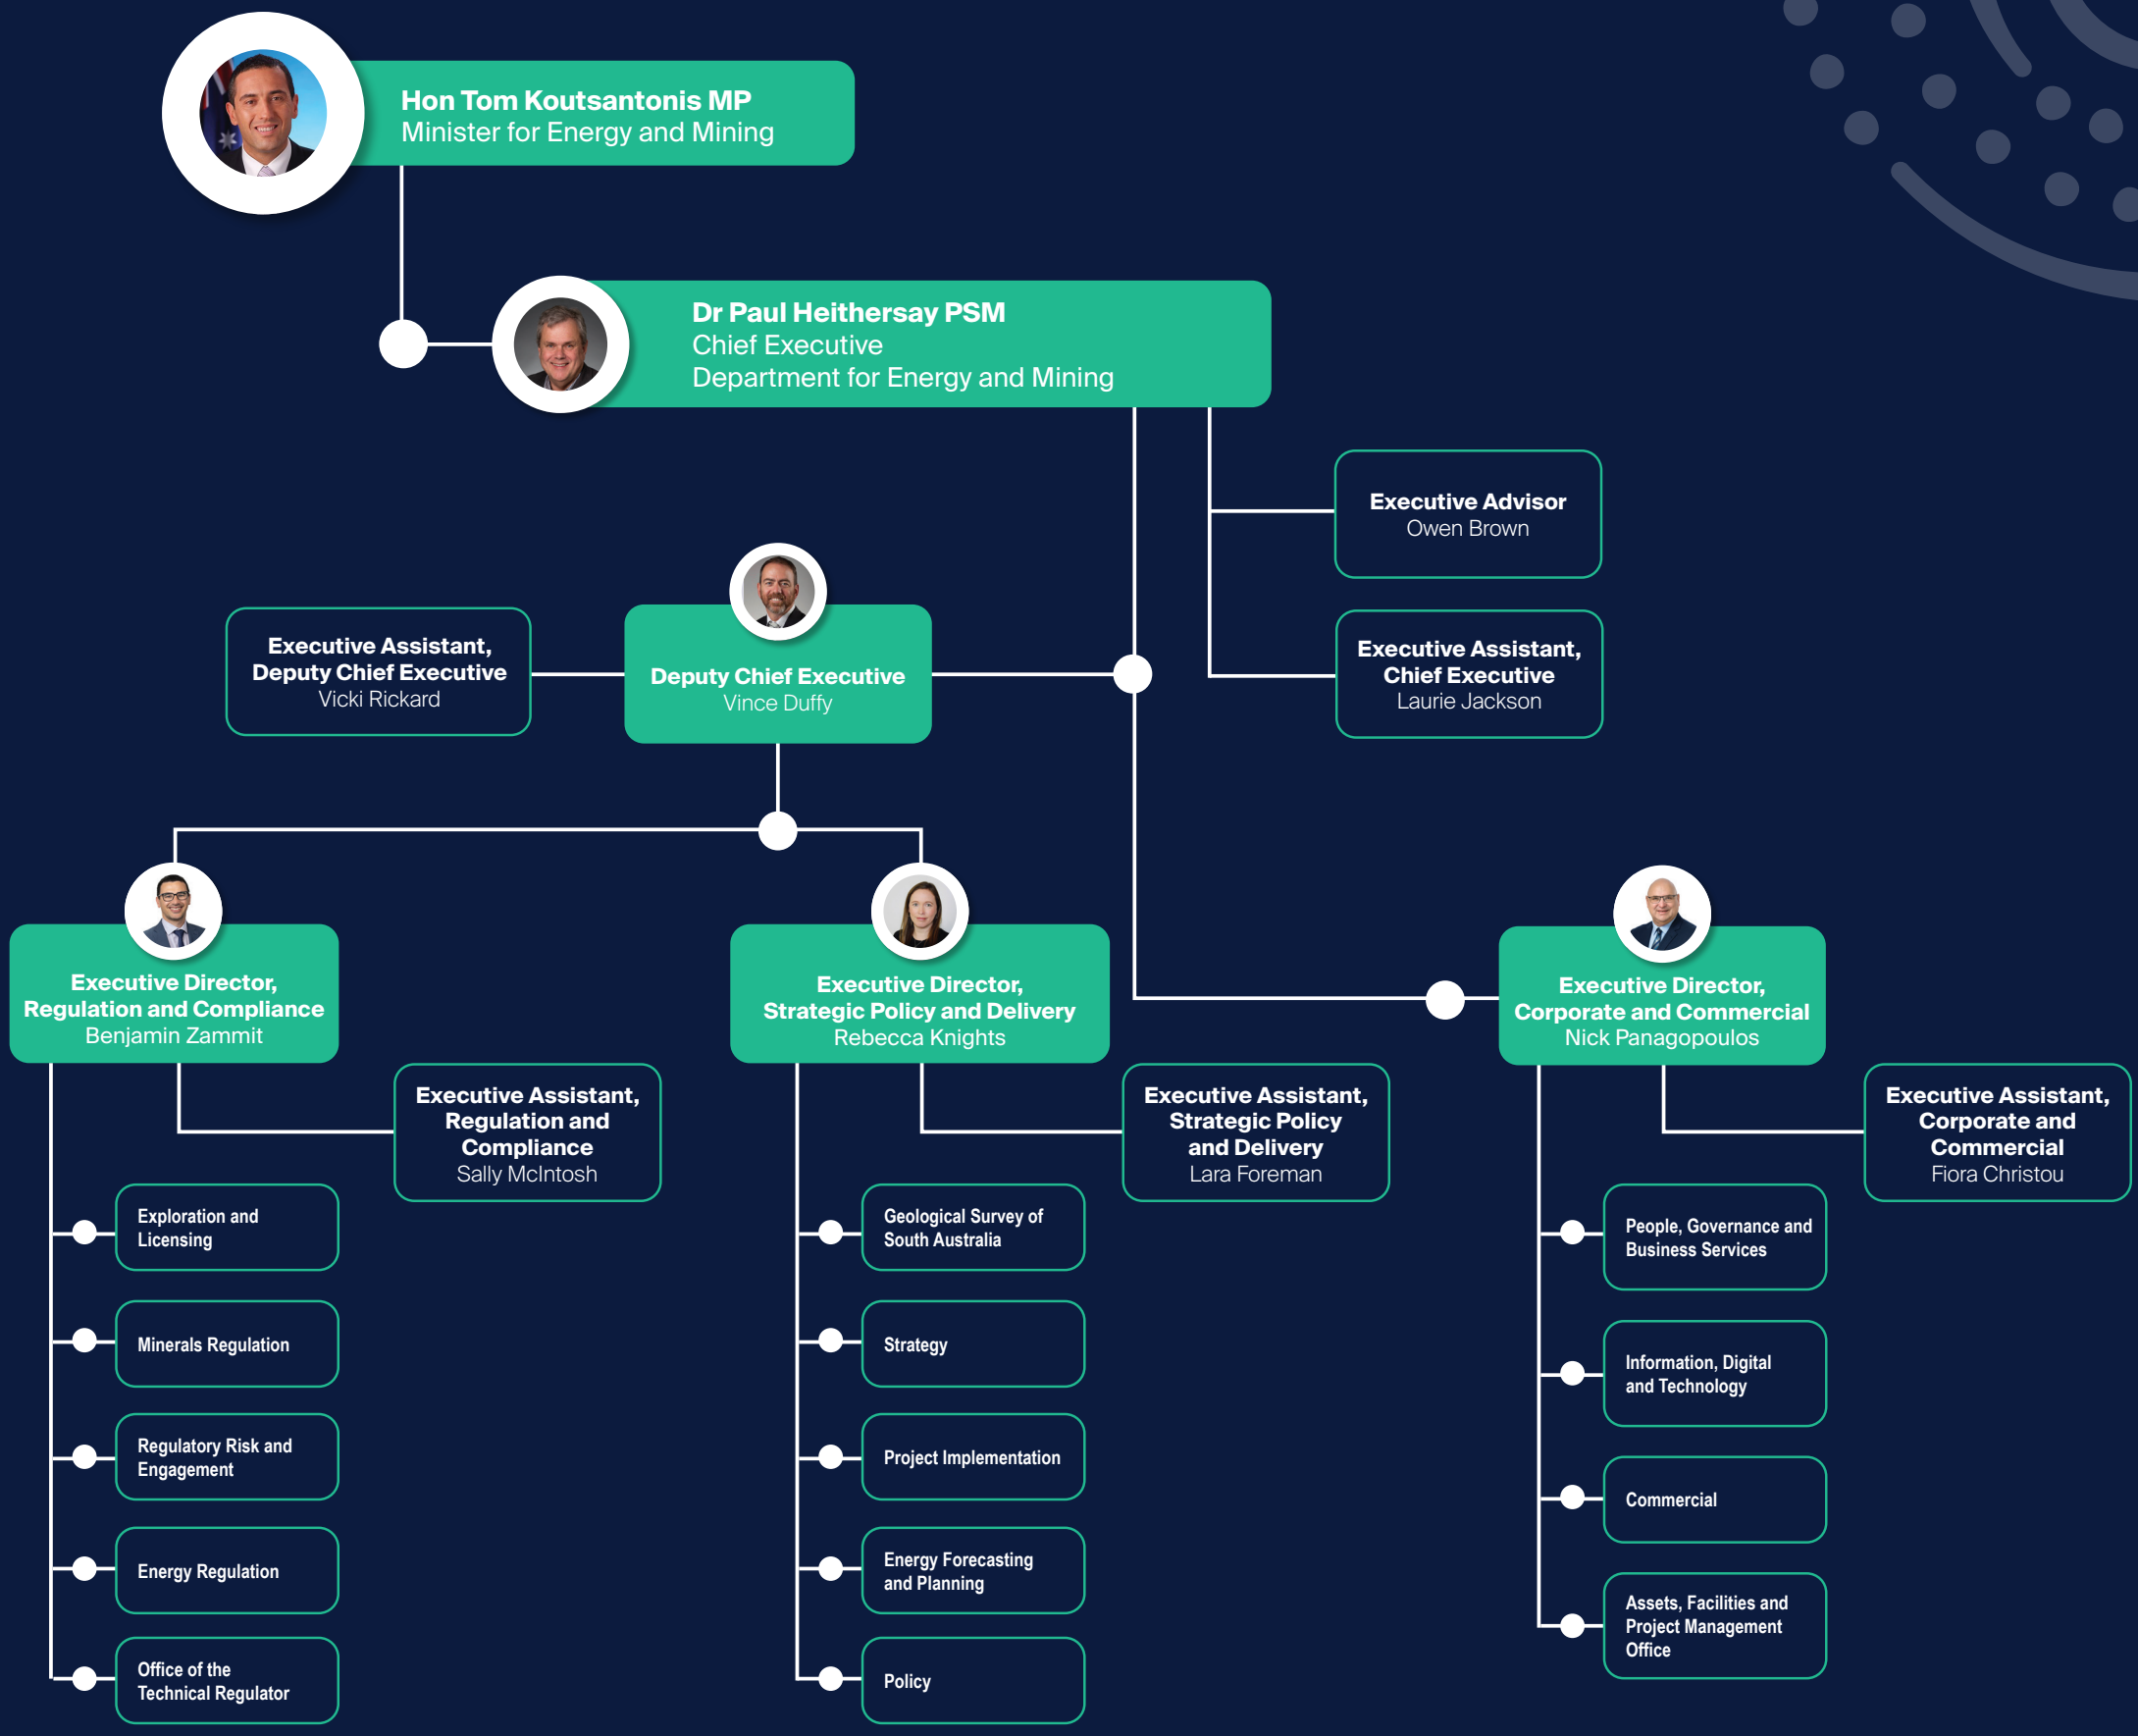 Hon Tom Koutsantonis MP
Minister for Energy and Mining
Dr Paul Heithersay PSM
Chief Executive
Department for Energy and Mining
Executive Advisor
Owen Brown
Executive Assistant,
Chief Executive
Laurie Jackson
Executive Assistant,
Deputy Chief Executive
Vicki Rickard
Deputy Chief Executive
Vince Duffy
Executive Director,
Regulation and Compliance
Benjamin Zammit
Executive Assistant,
Regulation and
Compliance
Sally McIntosh
Exploration and
Licensing
Minerals Regulation
Regulatory Risk and
Engagement
Energy Regulation
Office of the
Technical Regulator
Executive Director,
Strategic Policy and Delivery
Rebecca Knights
Executive Assistant,
Strategic Policy
and Delivery
Lara Foreman
Geological Survey of
South Australia
Strategy
Project Implementation
Energy Forecasting
and Planning
Policy
Executive Director,
Corporate and Commercial
Nick Panagopoulos
Executive Assistant,
Corporate and
Commercial
Fiora Christou
People, Governance and
Business Services
Information, Digital
and Technology
Commercial
Assets, Facilities and
Project Management
Office